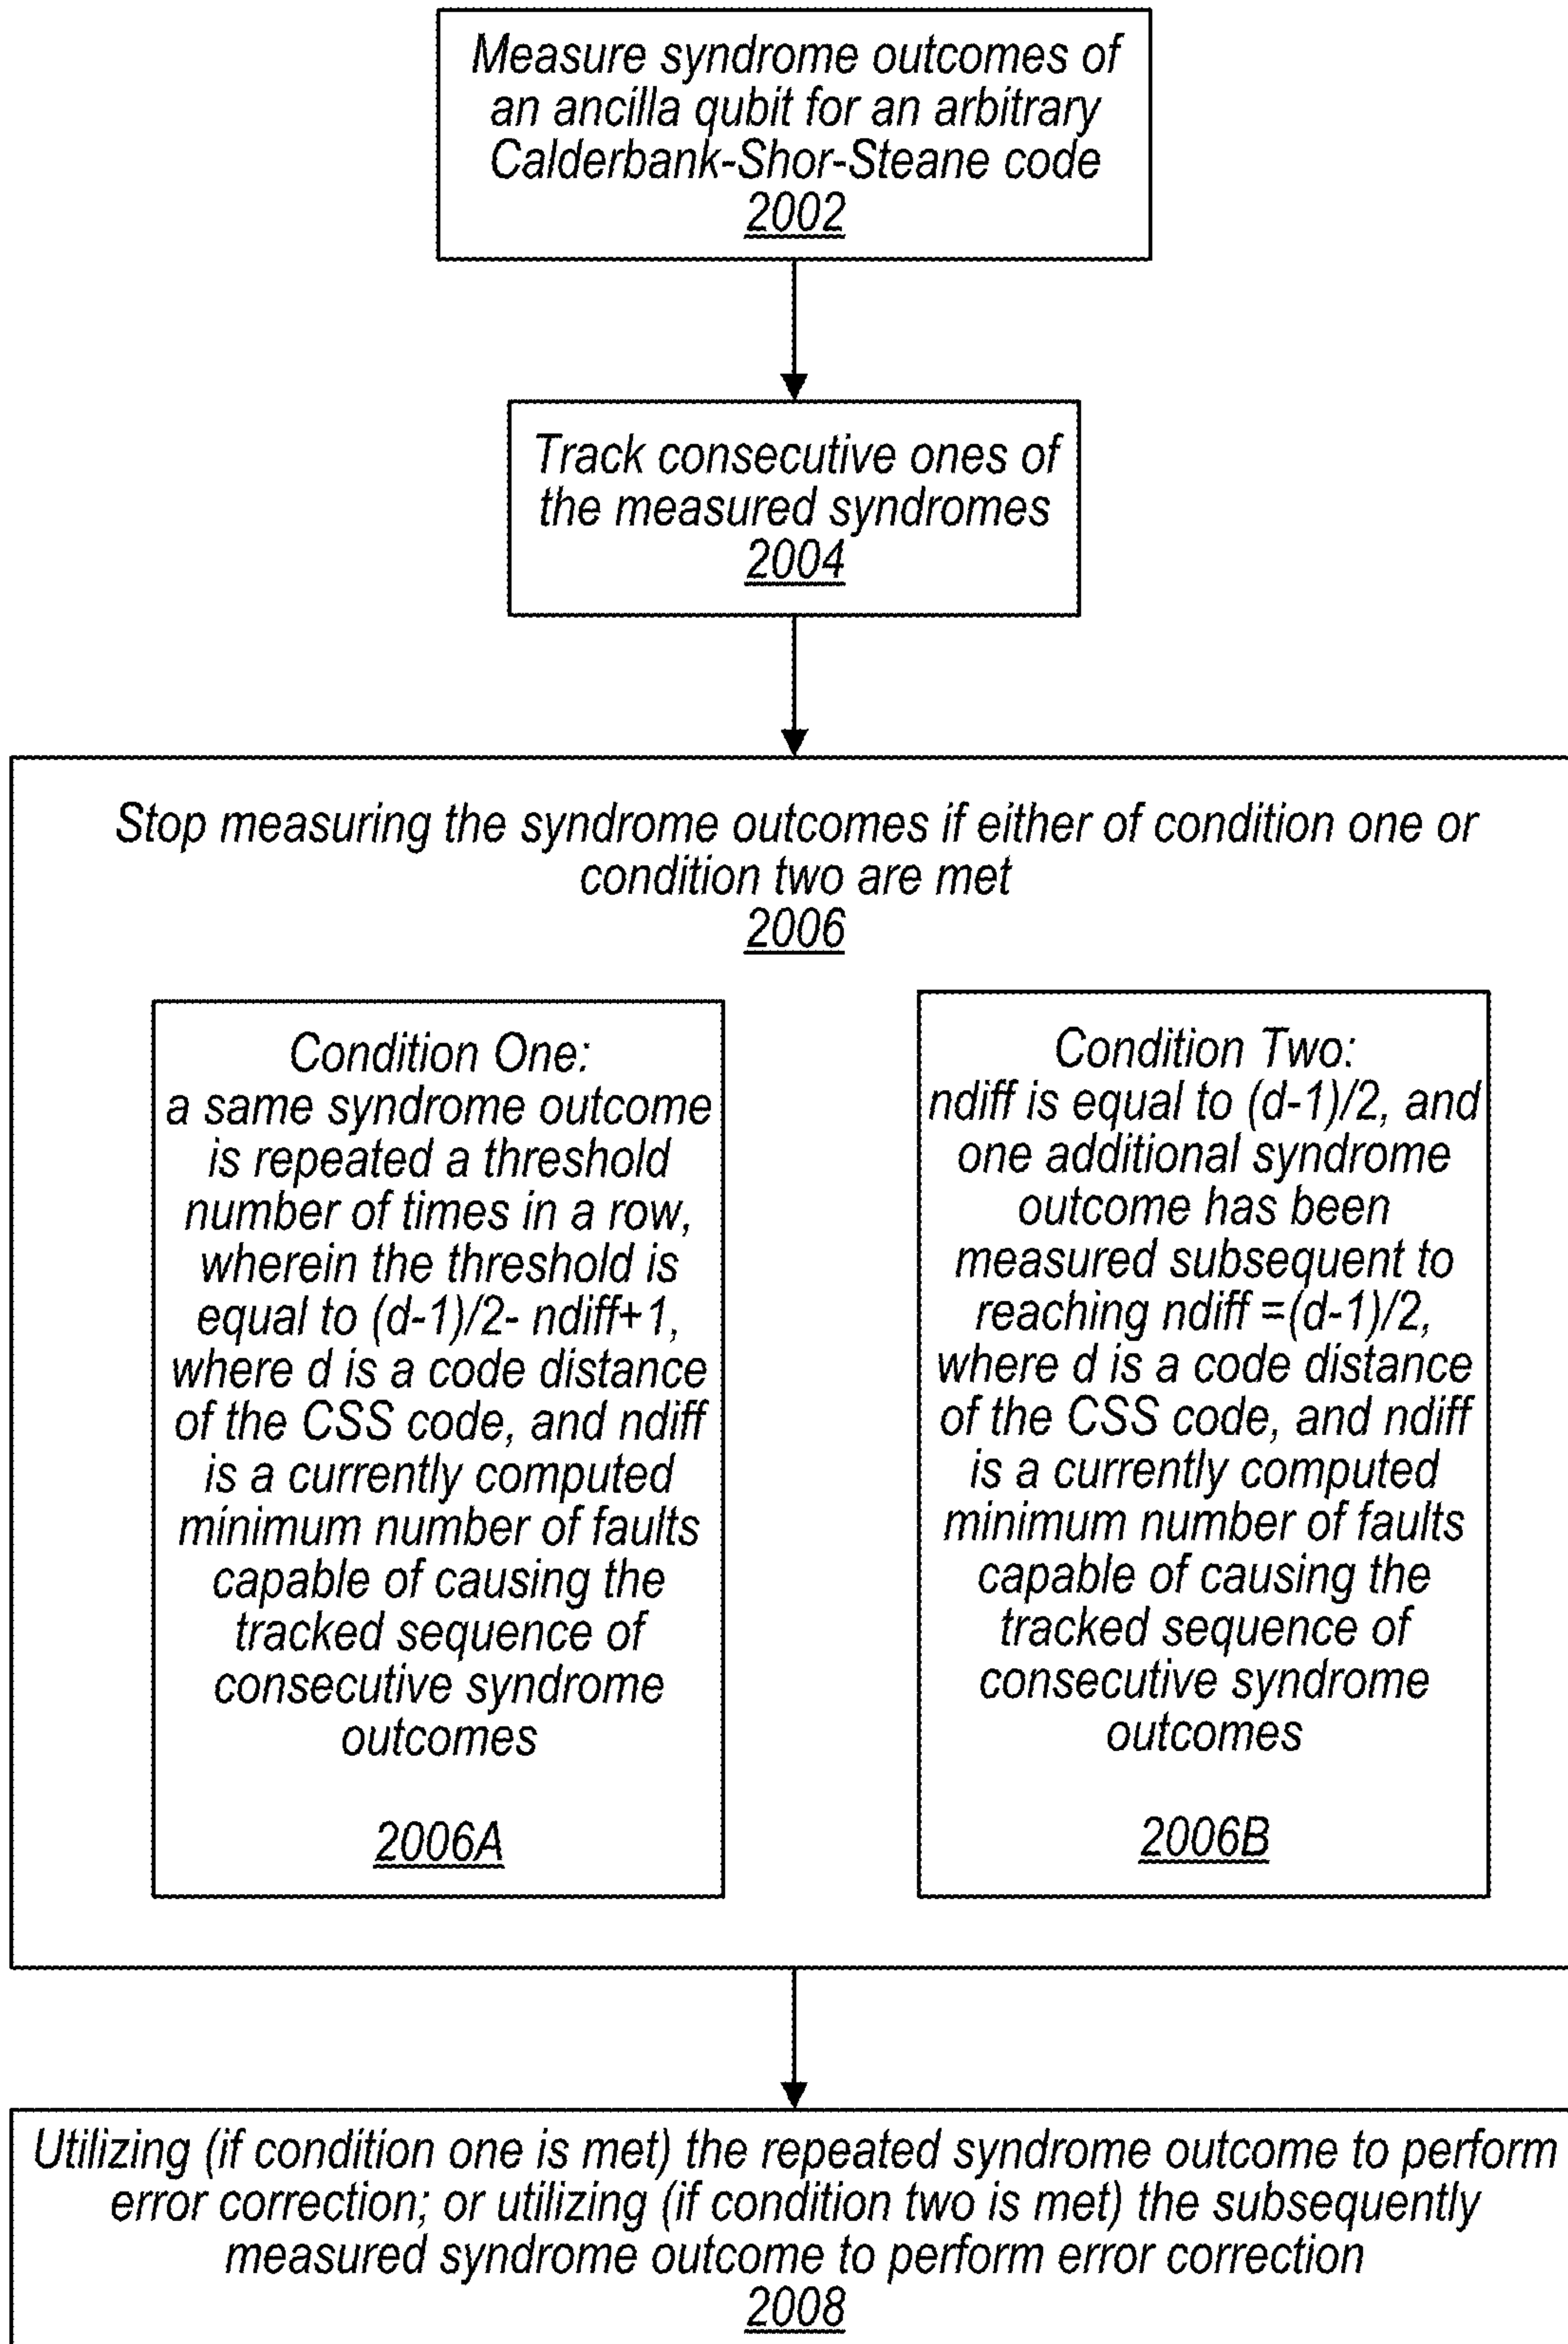 Measure syndrome outcomes of
an ancilla qubit for an arbitrary
Calderbank-Shor-Steane code
2002
Track consecutive ones of
the measured syndromes
2004
Stop measuring the syndrome outcomes if either of condition one or
condition two are met
2006
Condition One:
a same syndrome outcome
is repeated a threshold
number of times in a row,
wherein the threshold is
equal to (d-1)/2- ndiff+1,
where d is a code distance
of the CSS code, and ndiff
is a currently computed
minimum number of faults
capable of causing the
tracked sequence of
consecutive syndrome
outcomes
2006A
Condition Two:
ndiff is equal to (d-1)/2, and
one additional syndrome
outcome has been
measured subsequent to
reaching ndiff =(d-1)/2,
where d is a code distance
of the CSS code, and ndiff
is a currently computed
minimum number of faults
capable of causing the
tracked sequence of
consecutive syndrome
outcomes
2006B
Utilizing (if condition one is met) the repeated syndrome outcome to perform
error correction; or utilizing (if condition two is met) the subsequently
measured syndrome outcome to perform error correction
2008